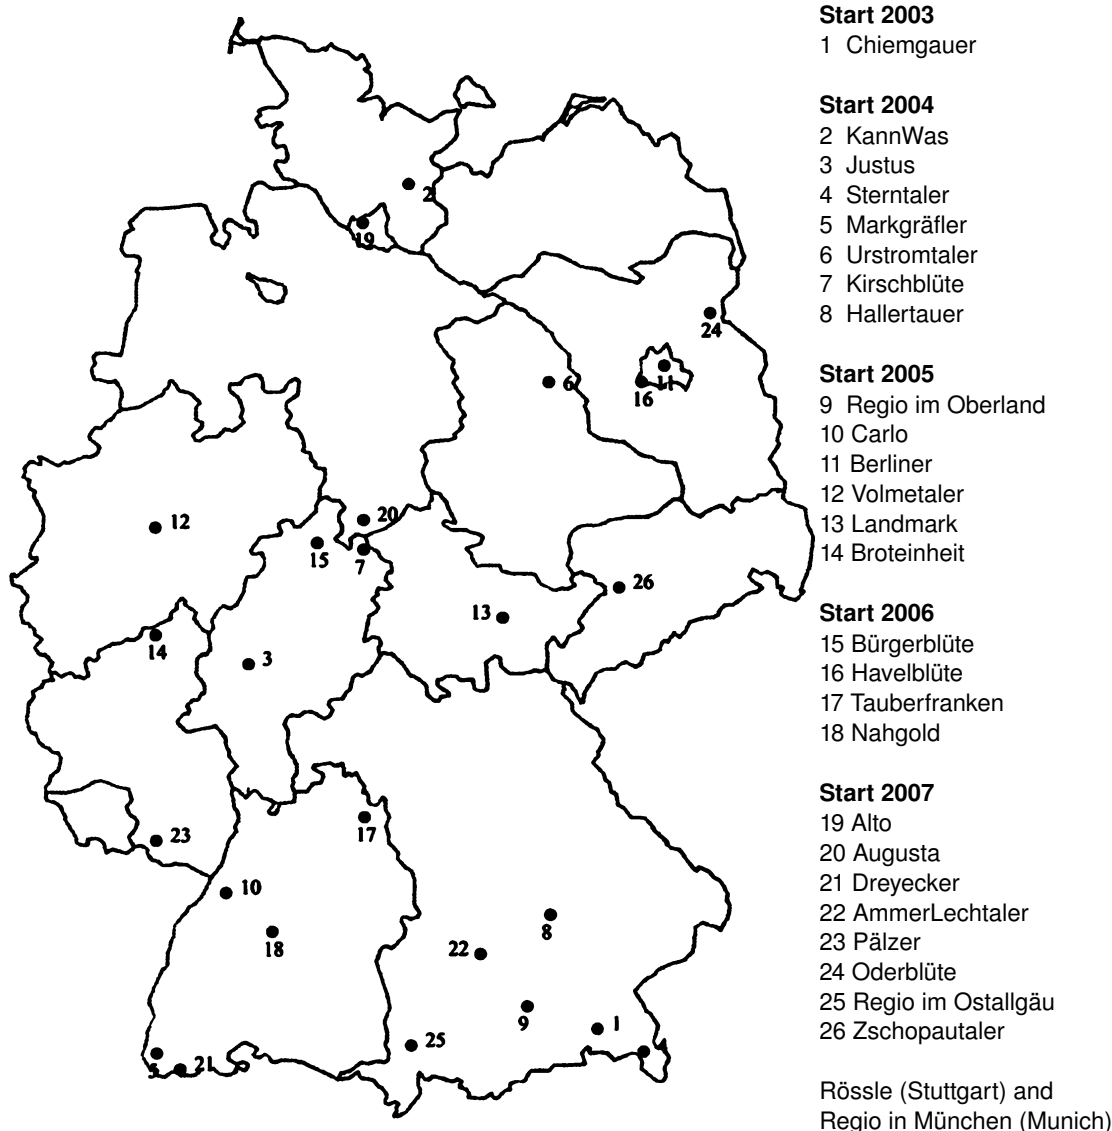 Start 2003
1 Chiemgauer
Start 2004
2 KannWas
3 Justus
4 Sterntaler
5 Markgräfler
6 Urstromtaler
7 Kirschblüte
8 Hallertauer
Start 2005
9 Regio im Oberland
10 Carlo
11 Berliner
12 Volmetaler
13 Landmark
14 Broteinheit
Start 2006
15 Bürgerblüte
16 Havelblüte
17 Tauberfranken
18 Nahgold
Start 2007
19 Alto
20 Augusta
21 Dreyecker
22 AmmerLechtaler
23 Pälzer
24 Oderblüte
25 Regio im Ostallgäu
26 Zschopautaler
Rössle (Stuttgart) and
Regio in München (Munich)
2
19
24
6
16
11
12
20
15
7
26
13
14
3
17
23
10
8
18
22
9
1
25
5
21